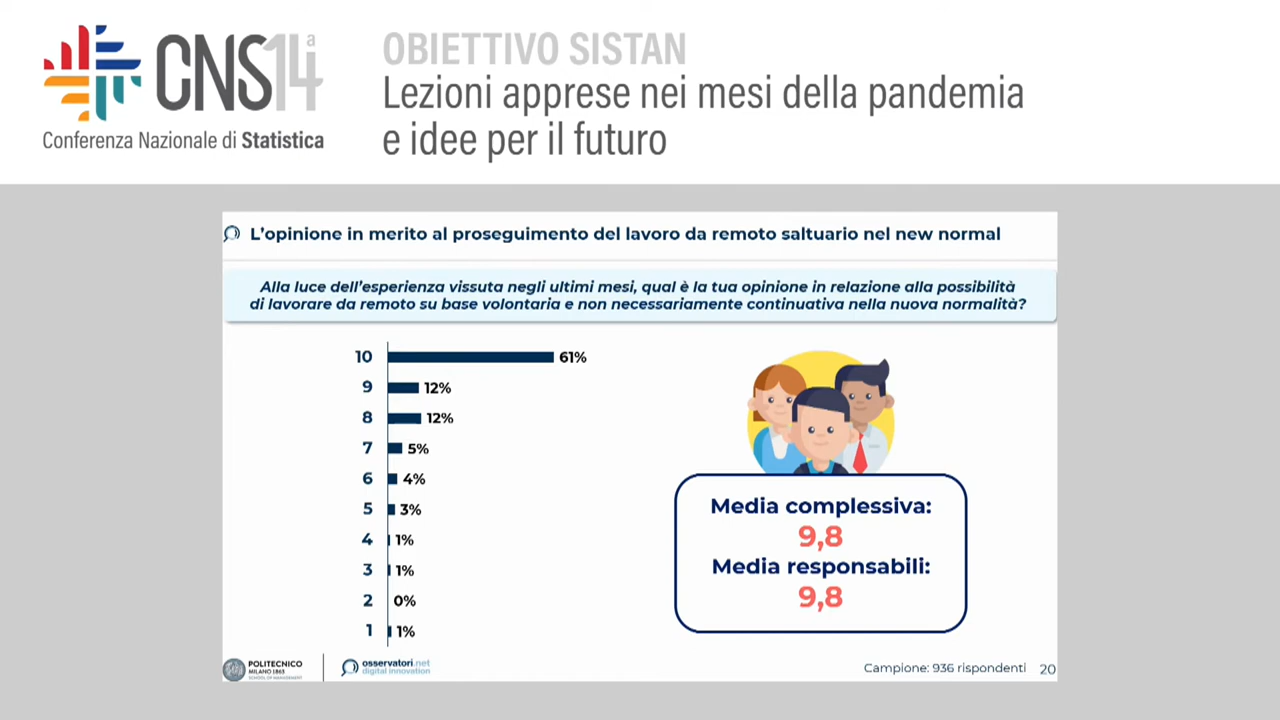 CNS14a
Conferenza Nazionale di Statistica
OBIETTIVO SISTAN
Lezioni apprese nei mesi della pandemia
e idee per il futuro
L'opinione in merito al proseguimento del lavoro da remoto saltuario nel new normal
Alla luce dell'esperienza vissuta negli ultimi mesi, qual è la tua opinione in relazione alla possibilità
di lavorare da remoto su base volontaria e non necessariamente continuativa nella nuova normalità?
10 61%
9 12%
8 12%
7 5%
6 4%
5 3%
4 1%
3 1%
2 0%
1 1%
Media complessiva:
9,8
Media responsabili:
9,8
POLITECNICO
MILANO 1863
SCHOOL OF MANAGEMENT
osservatori.net
digital innovation
Campione: 936 rispondenti 20